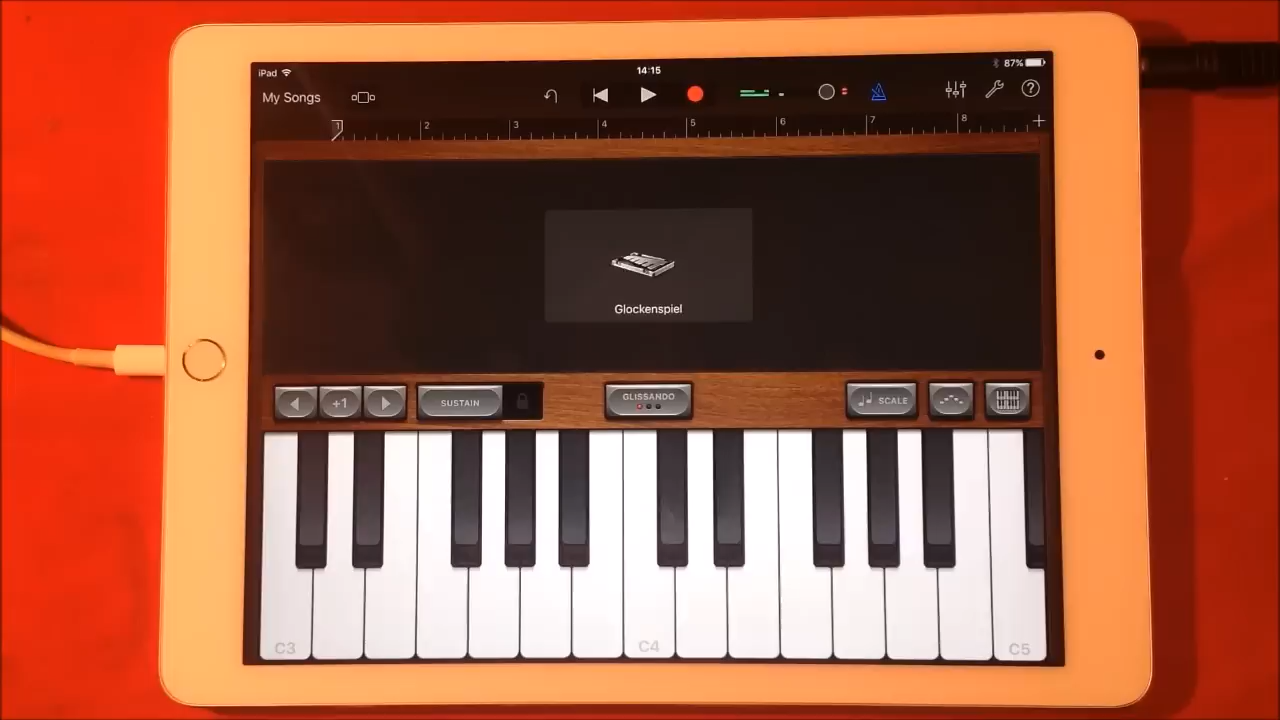 iPad 14:15 87%
My Songs
1 2 3 4 5 6 7 8 +
Glockenspiel
+1 SUSTAIN GLISSANDO SCALE
C3 C4 C5